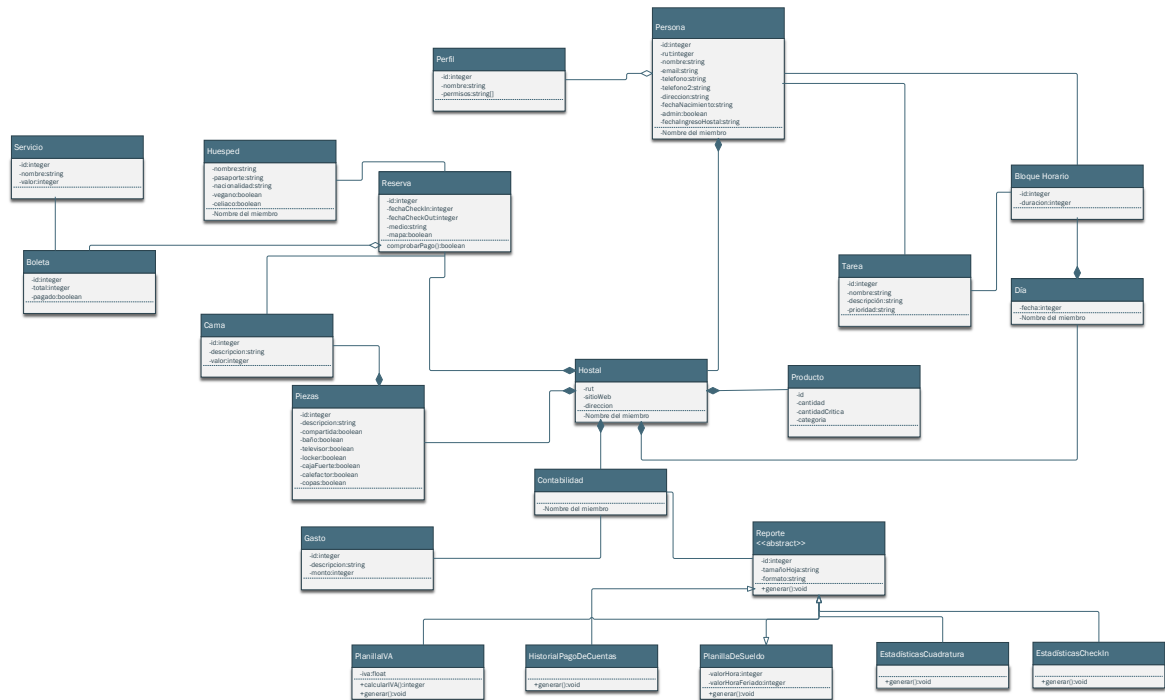 Persona
-id:integer
-rut:integer
-nombre:string
-email:string
-telefono:string
-telefono2:string
-direccion:string
-fechaNacimiento:string
-admin:boolean
-fechaIngresoHostal:string
-Nombre del miembro
Perfil
-id:integer
-nombre:string
-permisos:string[]
Servicio
-id:integer
-nombre:string
-valor:integer
Huesped
-nombre:string
-pasaporte:string
-nacionalidad:string
-vegano:boolean
-celiaco:boolean
-Nombre del miembro
Reserva
-id:integer
-fechaCheckIn:integer
-fechaCheckOut:integer
-medio:string
-mapa:boolean
comprobarPago():boolean
Bloque Horario
-id:integer
-duracion:integer
Boleta
-id:integer
-total:integer
-pagado:boolean
Tarea
-id:integer
-nombre:string
-descripción:string
-prioridad:string
Día
-fecha:integer
-Nombre del miembro
Cama
-id:integer
-descripcion:string
-valor:integer
Hostal
-rut
-sitioWeb
-direccion
-Nombre del miembro
Producto
-id
-cantidad
-cantidadCritica
-categoria
Piezas
-id:integer
-descripcion:string
-compartida:boolean
-baño:boolean
-televisor:boolean
-locker:boolean
-cajaFuerte:boolean
-calefactor:boolean
-copas:boolean
Contabilidad
-Nombre del miembro
Gasto
-id:integer
-descripcion:string
-monto:integer
Reporte
<<abstract>>
-id:integer
-tamañoHoja:string
-formato:string
+generar():void
PlanillaIVA
-iva:float
+calcularIVA():integer
+generar():void
HistorialPagoDeCuentas
+generar():void
PlanillaDeSueldo
-valorHora:integer
-valorHoraFeriado:integer
+generar():void
EstadísticasCuadratura
+generar():void
EstadísticasCheckIn
+generar():void